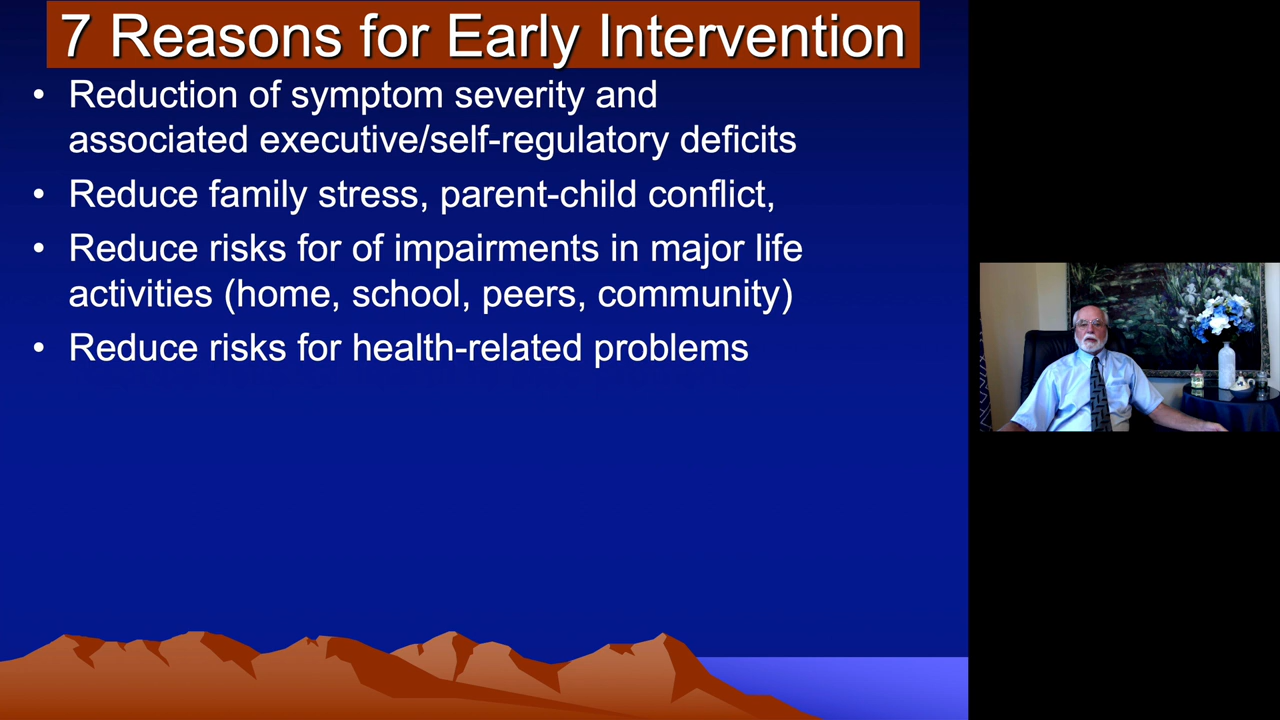 7 Reasons for Early Intervention
• Reduction of symptom severity and
associated executive/self-regulatory deficits
• Reduce family stress, parent-child conflict,
• Reduce risks for of impairments in major life
activities (home, school, peers, community)
• Reduce risks for health-related problems